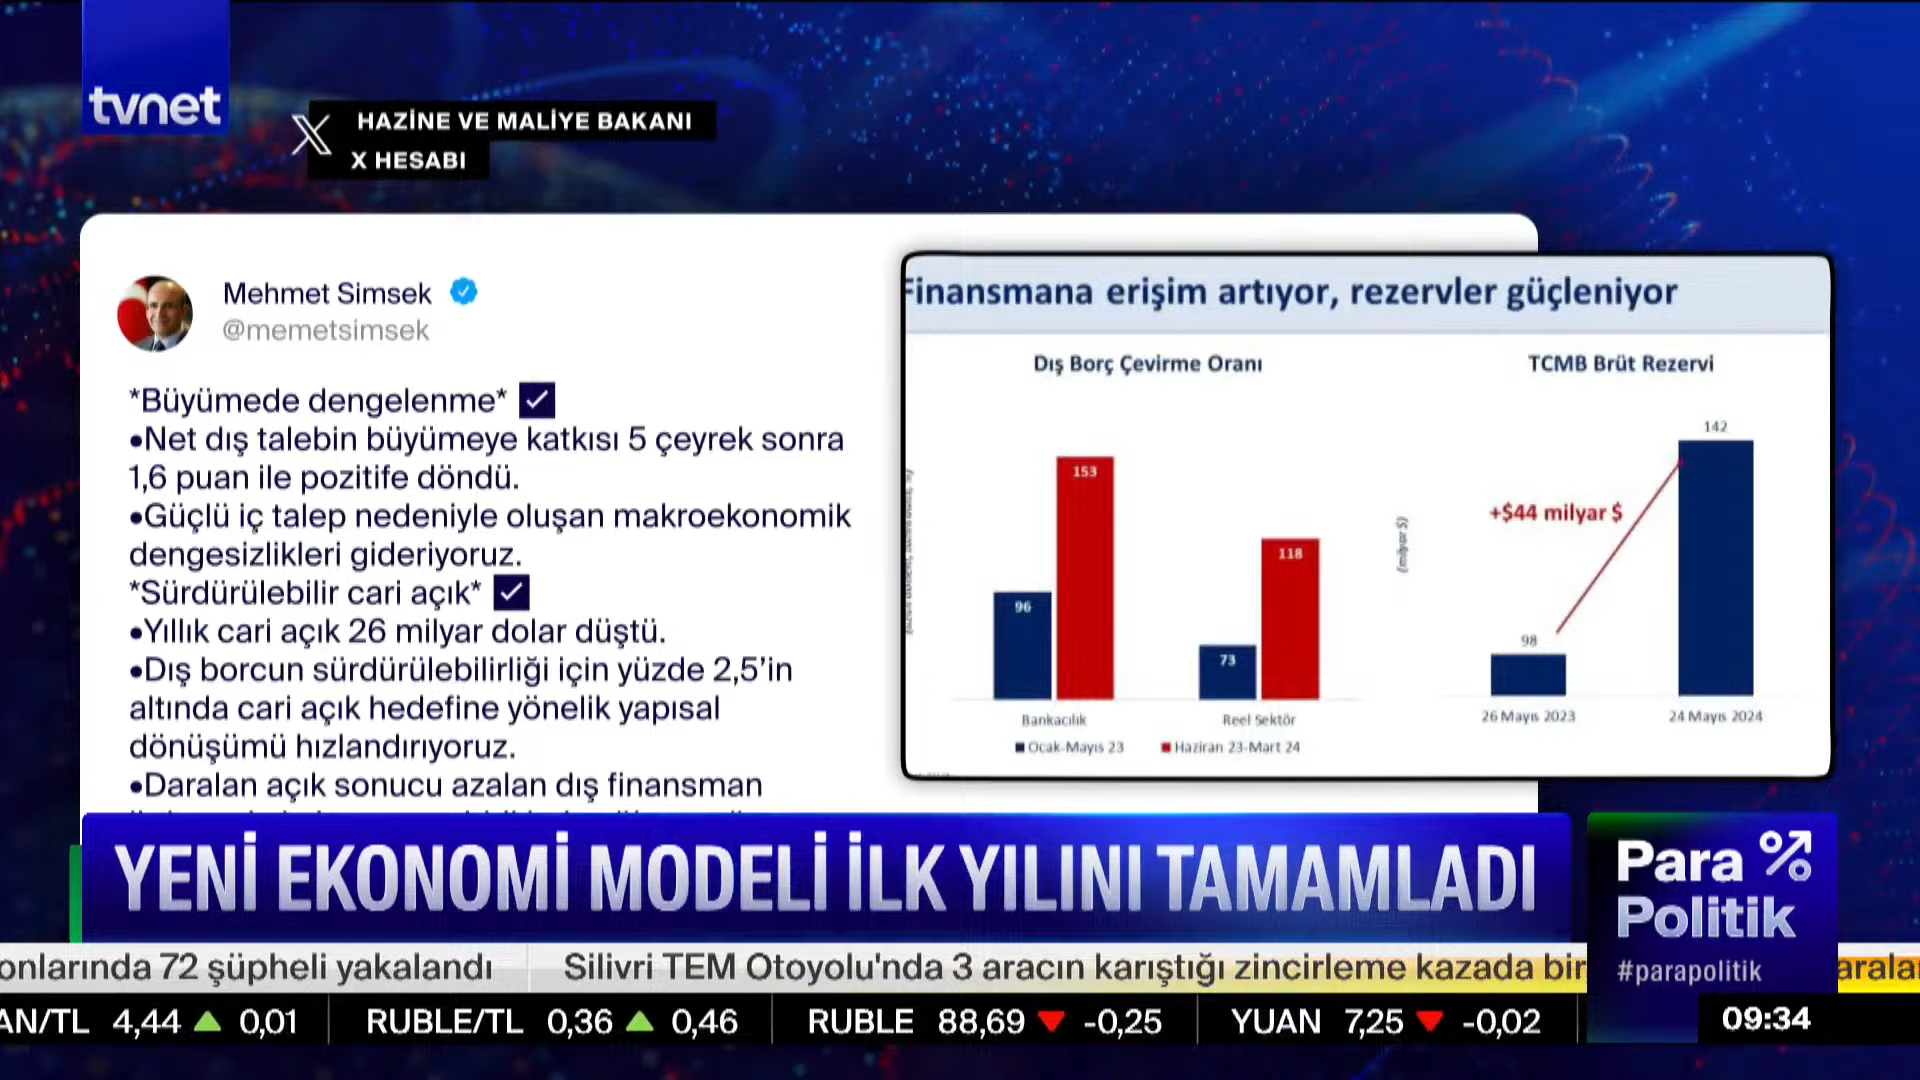 tvnet
HAZİNE VE MALİYE BAKANI
X HESABI
Mehmet Simsek
@memetsimsek
*Büyümede dengelenme*
•Net dış talebin büyümeye katkısı 5 çeyrek sonra
1,6 puan ile pozitife döndü.
•Güçlü iç talep nedeniyle oluşan makroekonomik
dengesizlikleri gideriyoruz.
*Sürdürülebilir cari açık*
•Yıllık cari açık 26 milyar dolar düştü.
•Dış borcun sürdürülebilirliği için yüzde 2,5’in
altında cari açık hedefine yönelik yapısal
dönüşümü hızlandırıyoruz.
•Daralan açık sonucu azalan dış finansman
Finansmana erişim artıyor, rezervler güçleniyor
Dış Borç Çevirme Oranı
96
153
73
118
Bankacılık
Reel Sektör
Ocak-Mayıs 23
Haziran 23-Mart 24
TCMB Brüt Rezervi
(milyar $)
98
+$44 milyar $
142
26 Mayıs 2023
24 Mayıs 2024
YENİ EKONOMİ MODELİ İLK YILINI TAMAMLADI
Para %
Politik
#parapolitik
onlarında 72 şüpheli yakalandı
Silivri TEM Otoyolu'nda 3 aracın karıştığı zincirleme kazada bir
arala
AN/TL 4,44 0,01
RUBLE/TL 0,36 0,46
RUBLE 88,69 -0,25
YUAN 7,25 -0,02
09:34